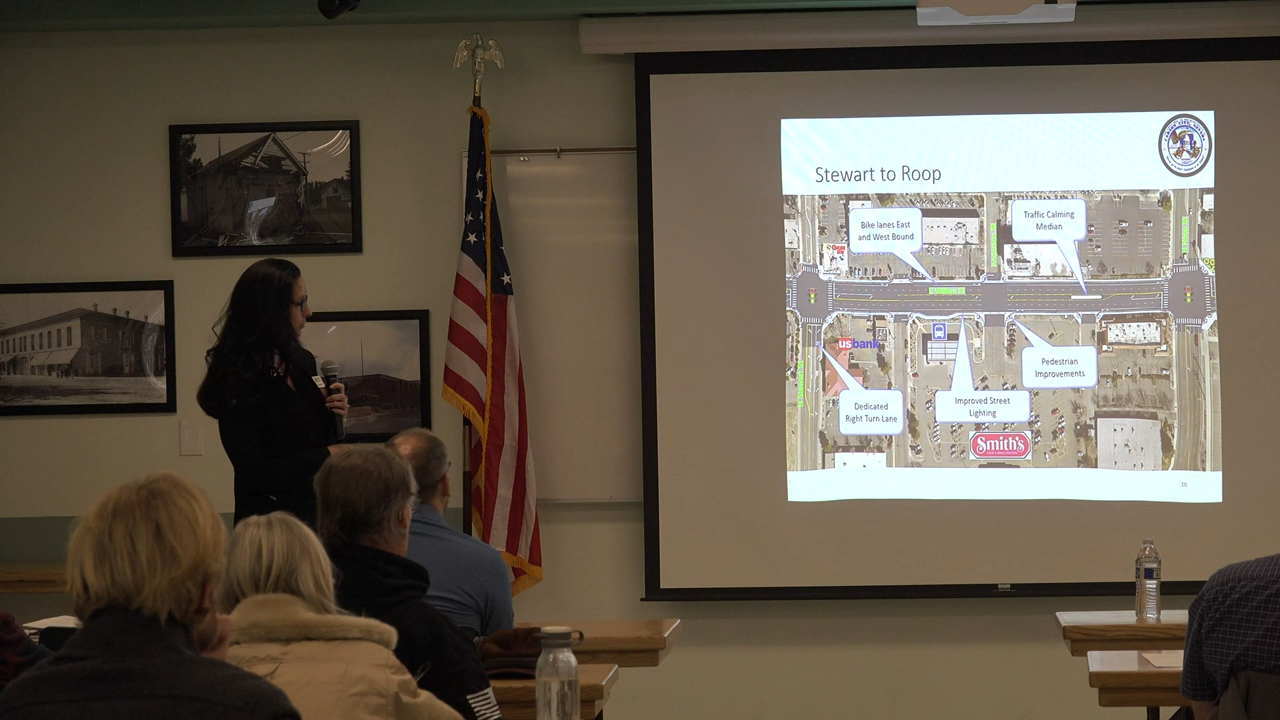 Stewart to Roop
Bike lanes East
and West Bound
Traffic Calming
Median
usbank
Pedestrian
Improvements
Dedicated
Right Turn Lane
Improved Street
Lighting
Smith's